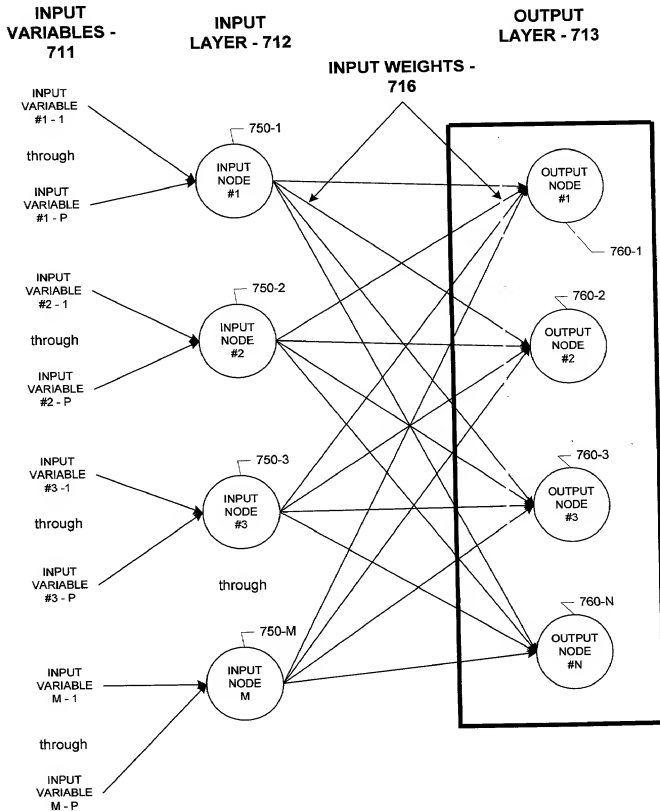 INPUT
VARIABLES -
711
INPUT
LAYER - 712
OUTPUT
LAYER - 713
INPUT WEIGHTS -
716
INPUT
VARIABLE
#1 - 1
through
INPUT
VARIABLE
#1 - P
750-1
INPUT
NODE
#1
OUTPUT
NODE
#1
760-1
INPUT
VARIABLE
#2 - 1
through
INPUT
VARIABLE
#2 - P
750-2
INPUT
NODE
#2
760-2
OUTPUT
NODE
#2
INPUT
VARIABLE
#3 -1
through
INPUT
VARIABLE
#3 - P
750-3
INPUT
NODE
#3
through
760-3
OUTPUT
NODE
#3
INPUT
VARIABLE
M - 1
through
INPUT
VARIABLE
M - P
750-M
INPUT
NODE
M
760-N
OUTPUT
NODE
#N